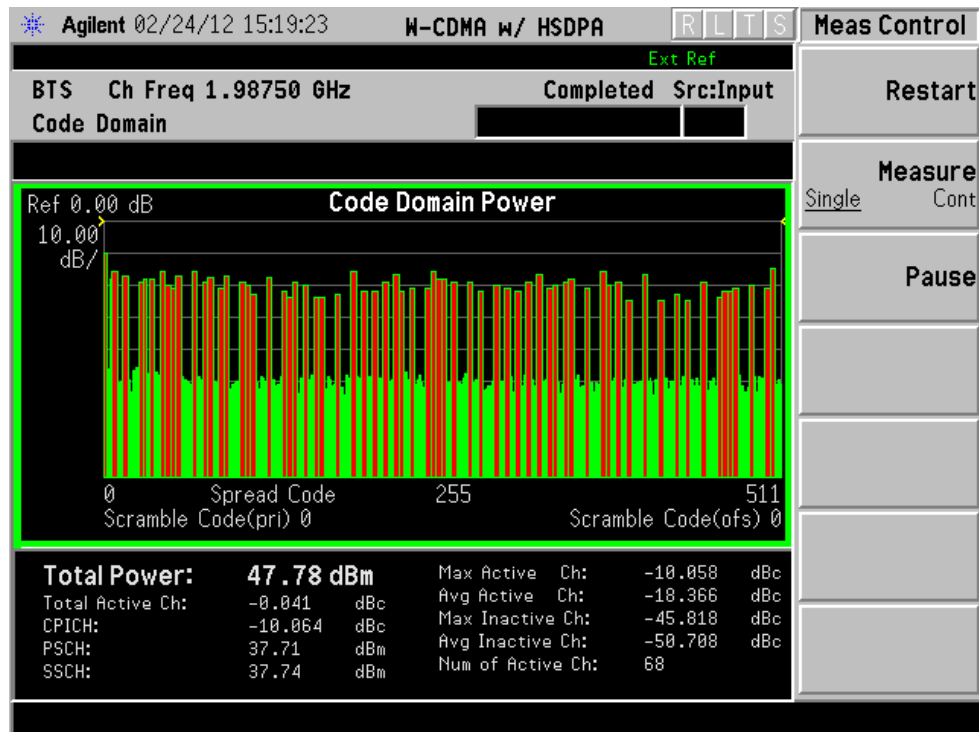 Agilent 02/24/12 15:19:23 W-CDMA w/ HSDPA R L T S Meas Control
Ext Ref
BTS Ch Freq 1.98750 GHz Completed Src:Input
Code Domain
Restart
Measure
Single Cont
Pause
Ref 0.00 dB Code Domain Power
10.00
dB/
0 Spread Code 255 511
Scramble Code(pri) 0 Scramble Code(ofs) 0
Total Power: 47.78 dBm
Total Active Ch: -0.041 dBc
CPICH: -10.064 dBc
PSCH: 37.71 dBm
SSCH: 37.74 dBm
Max Active Ch: -10.058 dBc
Avg Active Ch: -18.366 dBc
Max Inactive Ch: -45.818 dBc
Avg Inactive Ch: -50.708 dBc
Num of Active Ch: 68